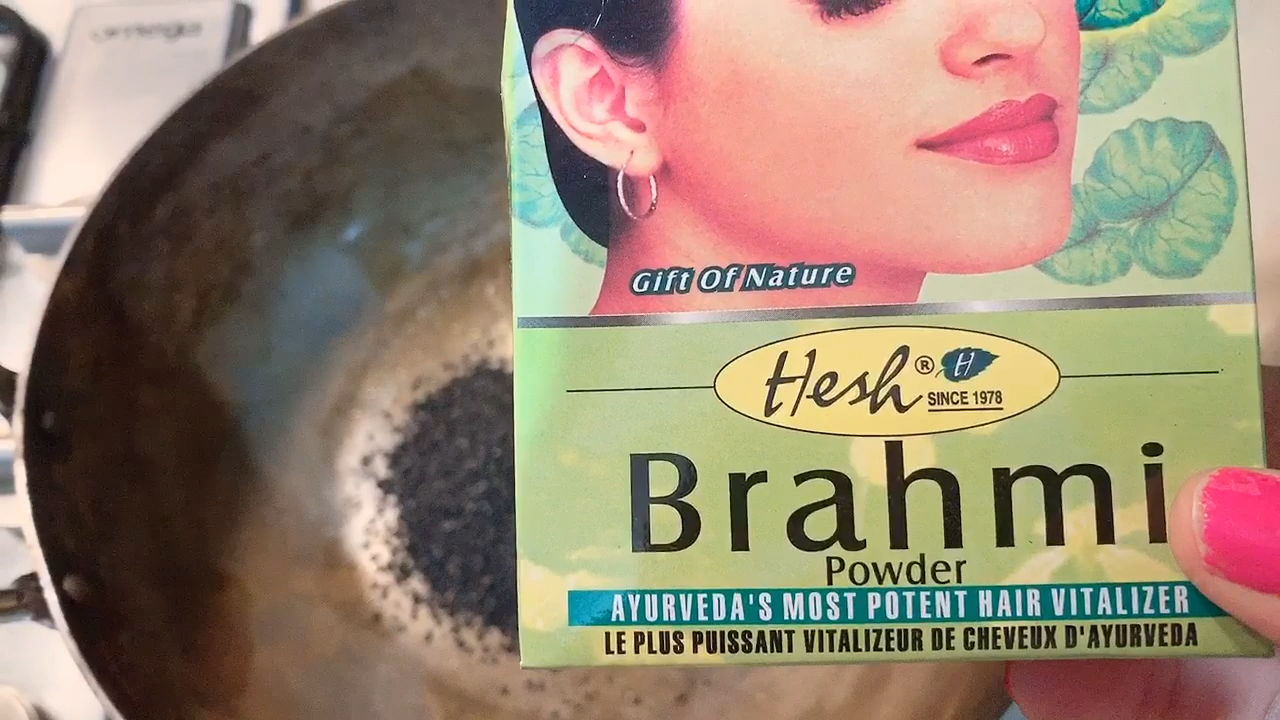 omega
Gift Of Nature
Hesh® H
SINCE 1978
Brahmi
Powder
AYURVEDA'S MOST POTENT HAIR VITALIZER
LE PLUS PUISSANT VITALIZEUR DE CHEVEUX D'AYURVEDA